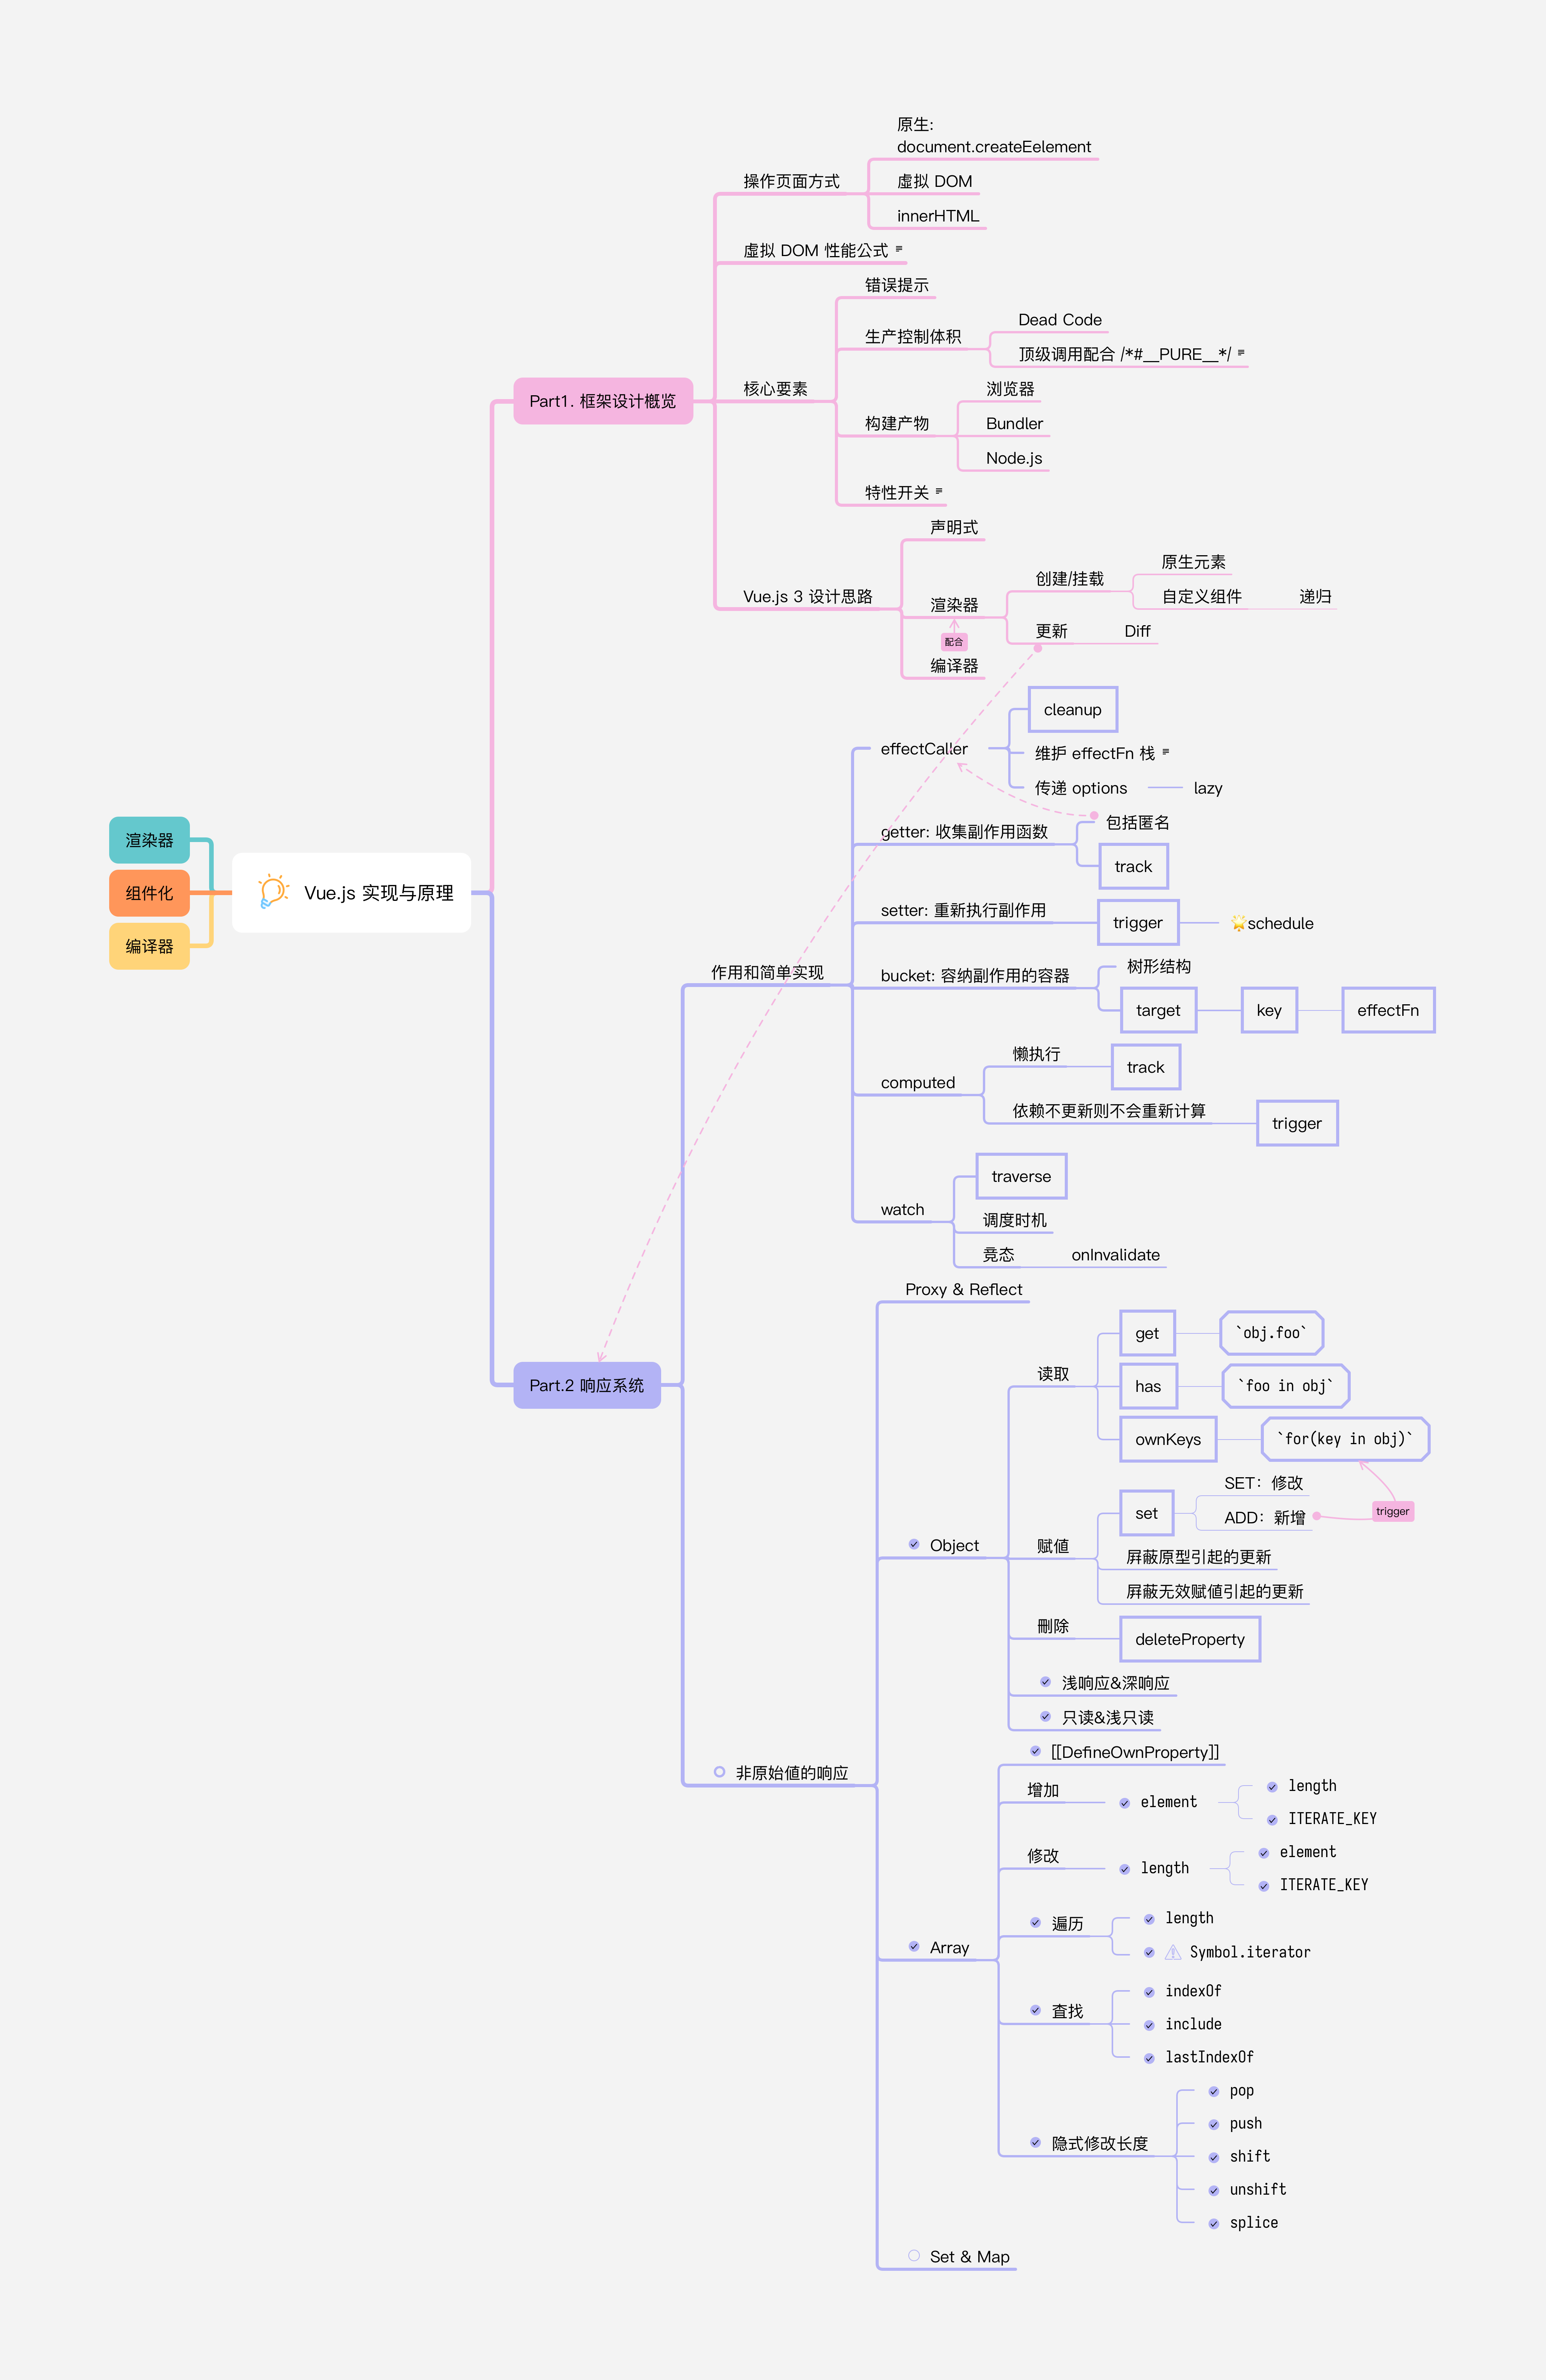 原生:
document.createEelement
操作页面方式
虚拟 DOM
innerHTML
虚拟 DOM 性能公式
错误提示
生产控制体积
Dead Code
顶级调用配合 /*#__PURE__*/
Part1. 框架设计概览
核心要素
浏览器
构建产物
Bundler
Node.js
特性开关
声明式
Vue.js 3 设计思路
渲染器
创建/挂载
原生元素
自定义组件
递归
更新
Diff
配合
编译器
cleanup
effectCaller
维护 effectFn 栈
传递 options
lazy
getter: 收集副作用函数
包括匿名
track
setter: 重新执行副作用
trigger
🌟schedule
渲染器
组件化
编译器
Vue.js 实现与原理
作用和简单实现
bucket: 容纳副作用的容器
树形结构
target
key
effectFn
computed
懒执行
track
依赖不更新则不会重新计算
trigger
watch
traverse
调度时机
竞态
onInvalidate
Part.2 响应系统
Proxy & Reflect
读取
get
`obj.foo`
has
`foo in obj`
ownKeys
`for(key in obj)`
Object
赋值
set
SET：修改
ADD：新增
trigger
屏蔽原型引起的更新
屏蔽无效赋值引起的更新
删除
deleteProperty
浅响应&深响应
只读&浅只读
非原始值的响应
[[DefineOwnProperty]]
增加
element
length
ITERATE_KEY
修改
length
element
ITERATE_KEY
Array
遍历
length
Symbol.iterator
查找
indexOf
include
lastIndexOf
隐式修改长度
pop
push
shift
unshift
splice
Set & Map